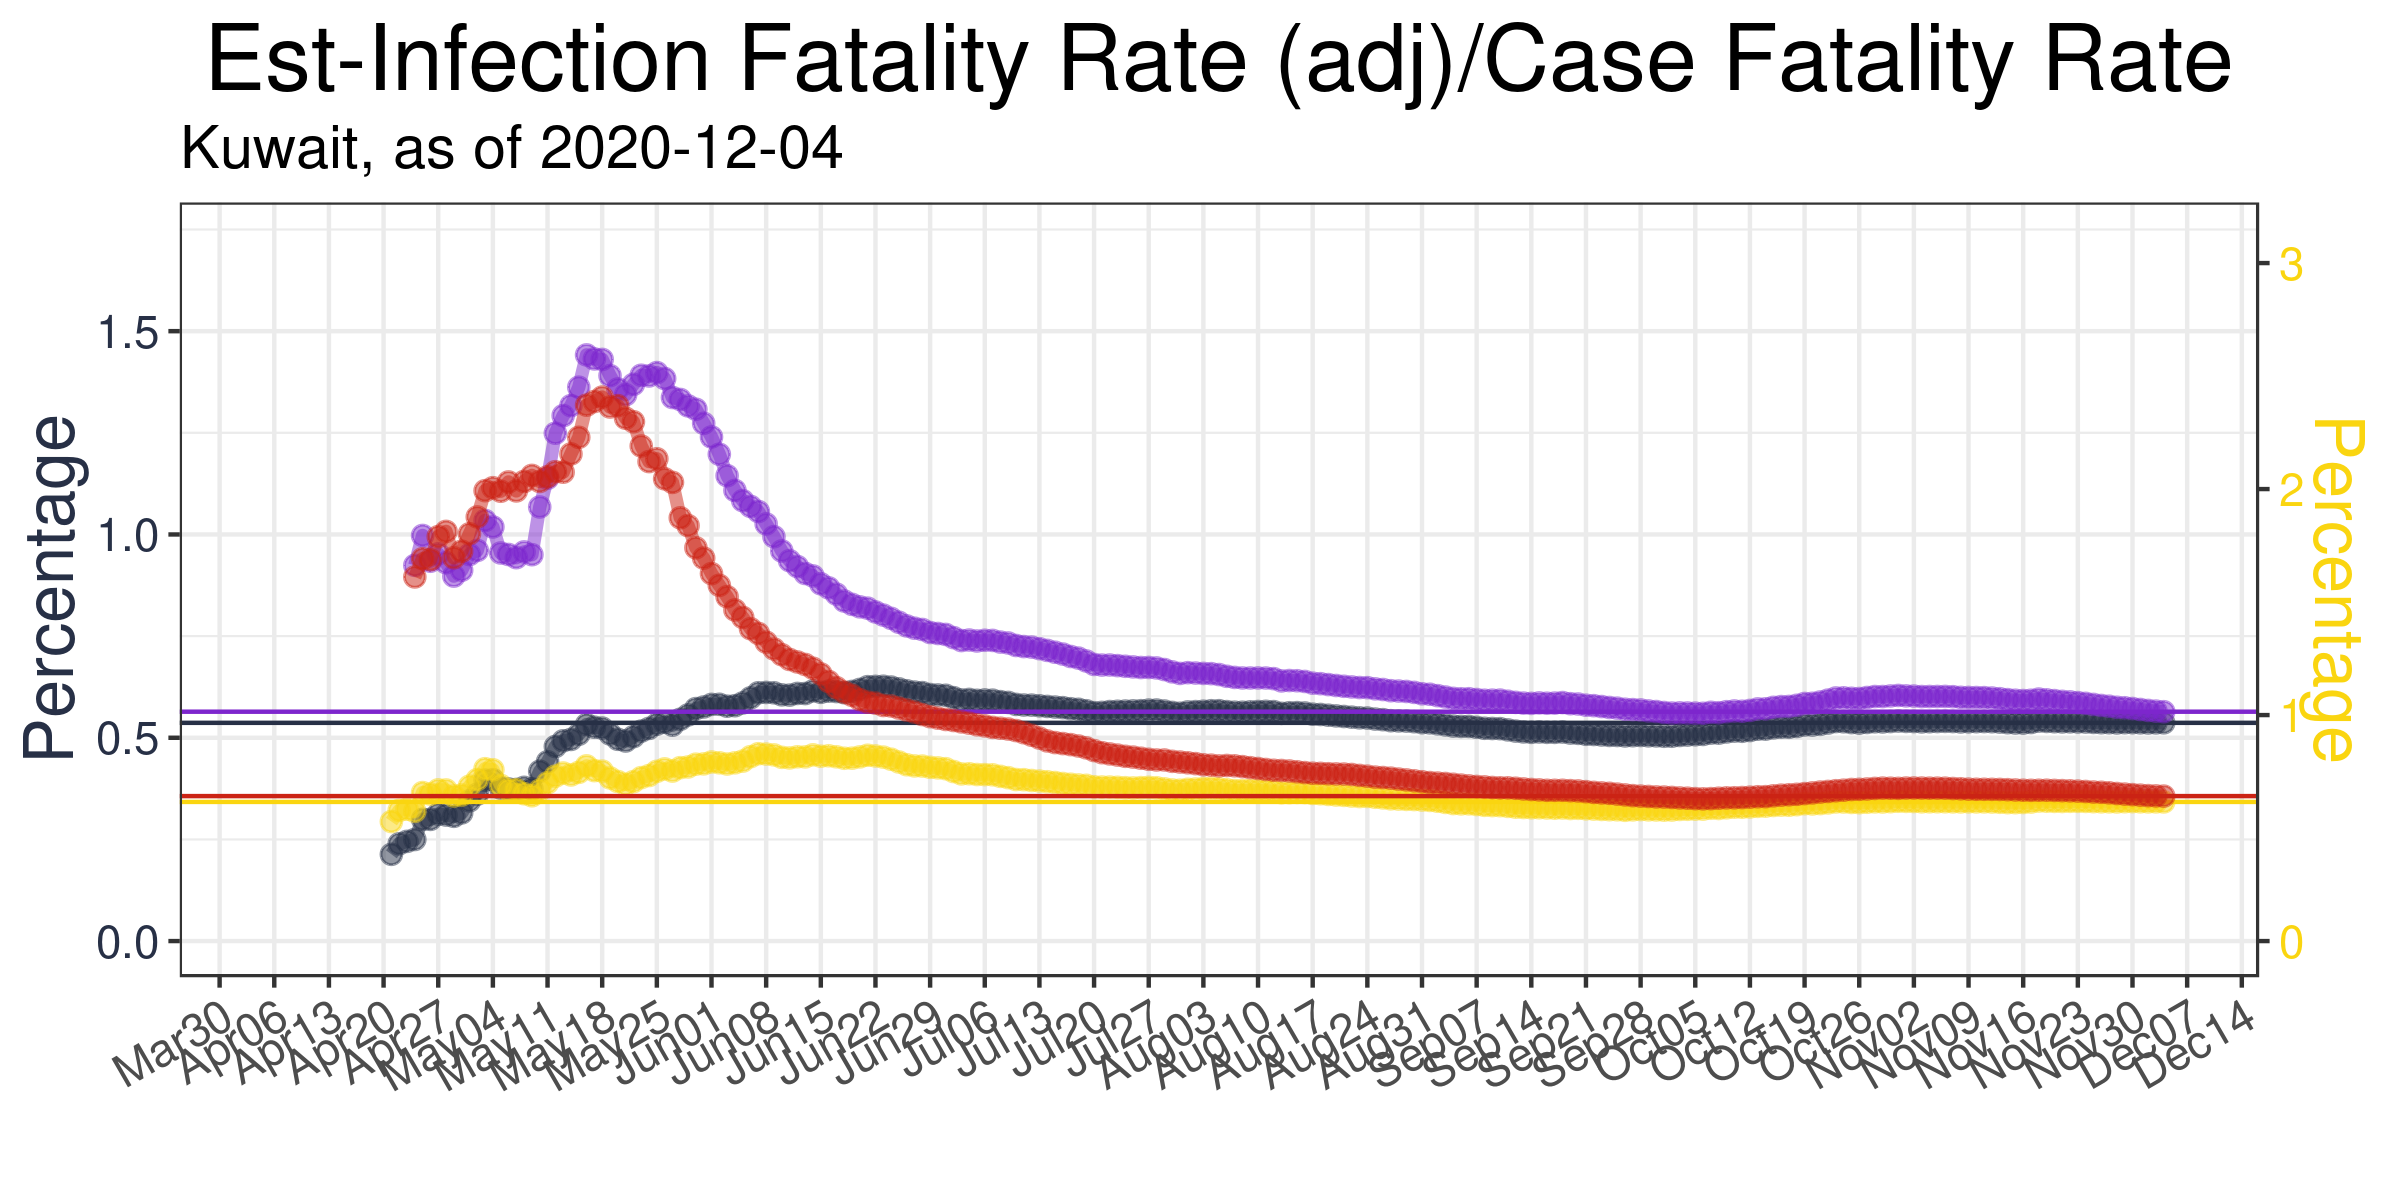 Est-Infection Fatality Rate (adj)/Case Fatality Rate
Kuwait, as of 2020-12-04
Percentage
1.5
1.0
0.5
0.0
3
2
1
0
Percentage
Mar30
Apr06
Apr13
Apr20
Apr27
May04
May11
May18
May25
Jun01
Jun08
Jun15
Jun22
Jun29
Jul06
Jul13
Jul20
Jul27
Aug03
Aug10
Aug17
Aug24
Aug31
Sep07
Sep14
Sep21
Sep28
Oct05
Oct12
Oct19
Oct26
Nov02
Nov09
Nov16
Nov23
Nov30
Dec07
Dec14